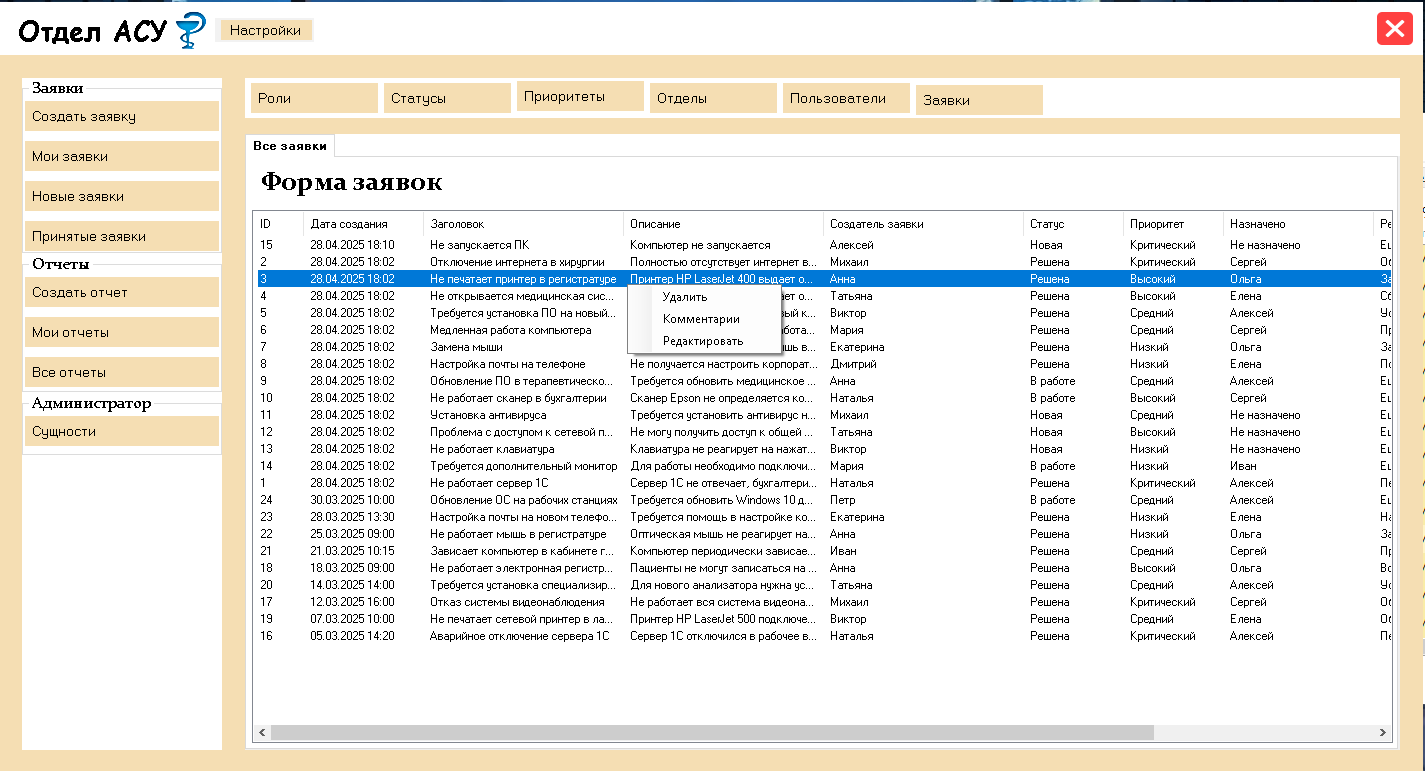 Отдел АСУ
Настройки
Заявки
Создать заявку
Мои заявки
Новые заявки
Принятые заявки
Отчеты
Создать отчет
Мои отчеты
Все отчеты
Администратор
Сущности
Роли Статусы Приоритеты Отделы Пользователи Заявки
Все заявки
Форма заявок
ID Дата создания Заголовок Описание Создатель заявки Статус Приоритет Назначено Ре
15 28.04.2025 18:10 Не запускается ПК Компьютер не запускается Алексей Новая Критический Не назначено Ец
2 28.04.2025 18:02 Отключение интернета в хирургии Полностью отсутствует интернет в... Михаил Решена Критический Сергей
3 28.04.2025 18:02 Не печатает принтер в регистратуре Принтер HP LaserJet 400 выдает о... Анна Решена Высокий Ольга За
4 28.04.2025 18:02 Не открывается медицинская сис... ает о... Татьяна Решена Высокий Елена Сб
5 28.04.2025 18:02 Требуется установка ПО на новый... вый к... Виктор Решена Средний Алексей
6 28.04.2025 18:02 Медленная работа компьютера бота... Мария Решена Средний Сергей Пр
7 28.04.2025 18:02 Замена мыши шь в... Екатерина Решена Низкий Ольга За
8 28.04.2025 18:02 Настройка почты на телефоне Не получается настроить корпорат... Дмитрий Решена Низкий Елена
9 28.04.2025 18:02 Обновление ПО в терапевтическо... Требуется обновить медицинское ... Анна В работе Средний Алексей
10 28.04.2025 18:02 Не работает сканер в бухгалтерии Сканер Epson не определяется ко... Наталья В работе Высокий Сергей
11 28.04.2025 18:02 Установка антивируса Требуется установить антивирус н... Михаил Новая Средний Не назначено
12 28.04.2025 18:02 Проблема с доступом к сетевой п... Не могу получить доступ к общей ... Татьяна Новая Высокий Не назначено
13 28.04.2025 18:02 Не работает клавиатура Клавиатура не реагирует на нажат... Виктор Новая Низкий Не назначено
14 28.04.2025 18:02 Требуется дополнительный монитор Для работы необходимо подключи... Мария В работе Низкий Иван
1 28.04.2025 18:02 Не работает сервер 1С Сервер 1С не отвечает, бухгалтери... Наталья Решена Критический Алексей
24 30.03.2025 10:00 Обновление ОС на рабочих станциях Требуется обновить Windows 10 д... Петр В работе Средний Алексей
23 28.03.2025 13:30 Настройка почты на новом телефо... Требуется помощь в настройке ко... Екатерина Решена Низкий Елена На
22 25.03.2025 09:00 Не работает мышь в регистратуре Оптическая мышь не реагирует на... Анна Решена Низкий Ольга За
21 21.03.2025 10:15 Зависает компьютер в кабинете г... Компьютер периодически зависае... Иван Решена Средний Сергей Пр
18 18.03.2025 09:00 Не работает электронная регистр... Пациенты не могут записаться на ... Анна Решена Высокий Ольга Во
20 14.03.2025 14:00 Требуется установка специализир... Для нового анализатора нужна ус... Татьяна Решена Средний Алексей Ус
17 12.03.2025 16:00 Отказ системы видеонаблюдения Не работает вся система видеона... Михаил Решена Критический Сергей
19 07.03.2025 10:00 Не печатает сетевой принтер в ла... Принтер HP LaserJet 500 подключе... Виктор Решена Средний Елена
16 05.03.2025 14:20 Аварийное отключение сервера 1С Сервер 1С отключился в рабочее в... Наталья Решена Критический Алексей Пе
Удалить
Комментарии
Редактировать